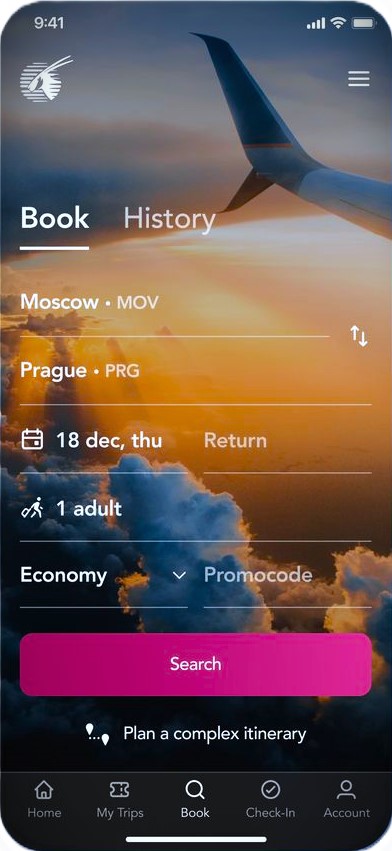 9:41
Book History
Moscow • MOV
Prague • PRG
18 dec, thu Return
1 adult
Economy Promocode
Search
Plan a complex itinerary
Home My Trips Book Check-In Account